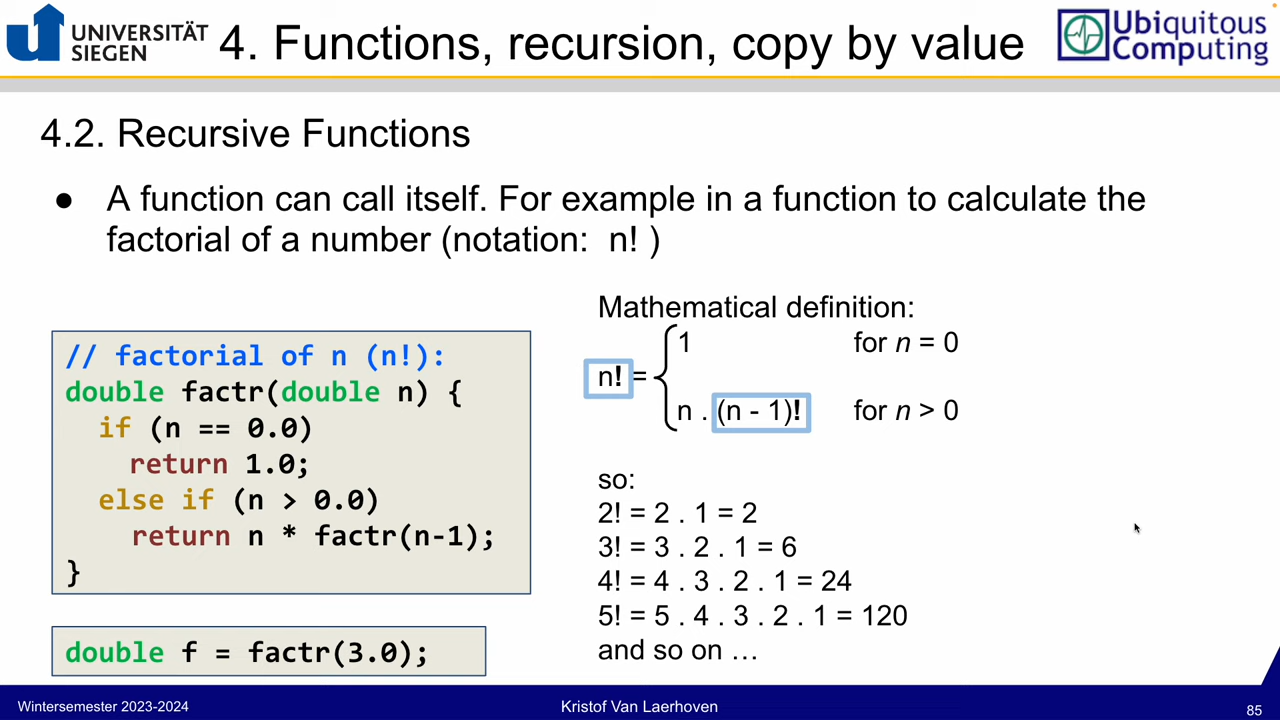 UNIVERSITÄT
SIEGEN
4. Functions, recursion, copy by value
Ubiquitous
Computing
4.2. Recursive Functions
● A function can call itself. For example in a function to calculate the
factorial of a number (notation:  n! )
// factorial of n (n!):
double factr(double n) {
  if (n == 0.0)
    return 1.0;
  else if (n > 0.0)
    return n * factr(n-1);
}
double f = factr(3.0);
Mathematical definition:
1 for n = 0
n! =
n . (n - 1)! for n > 0
so:
2! = 2 . 1 = 2
3! = 3 . 2 . 1 = 6
4! = 4 . 3 . 2 . 1 = 24
5! = 5 . 4 . 3 . 2 . 1 = 120
and so on …
Wintersemester 2023-2024
Kristof Van Laerhoven
85